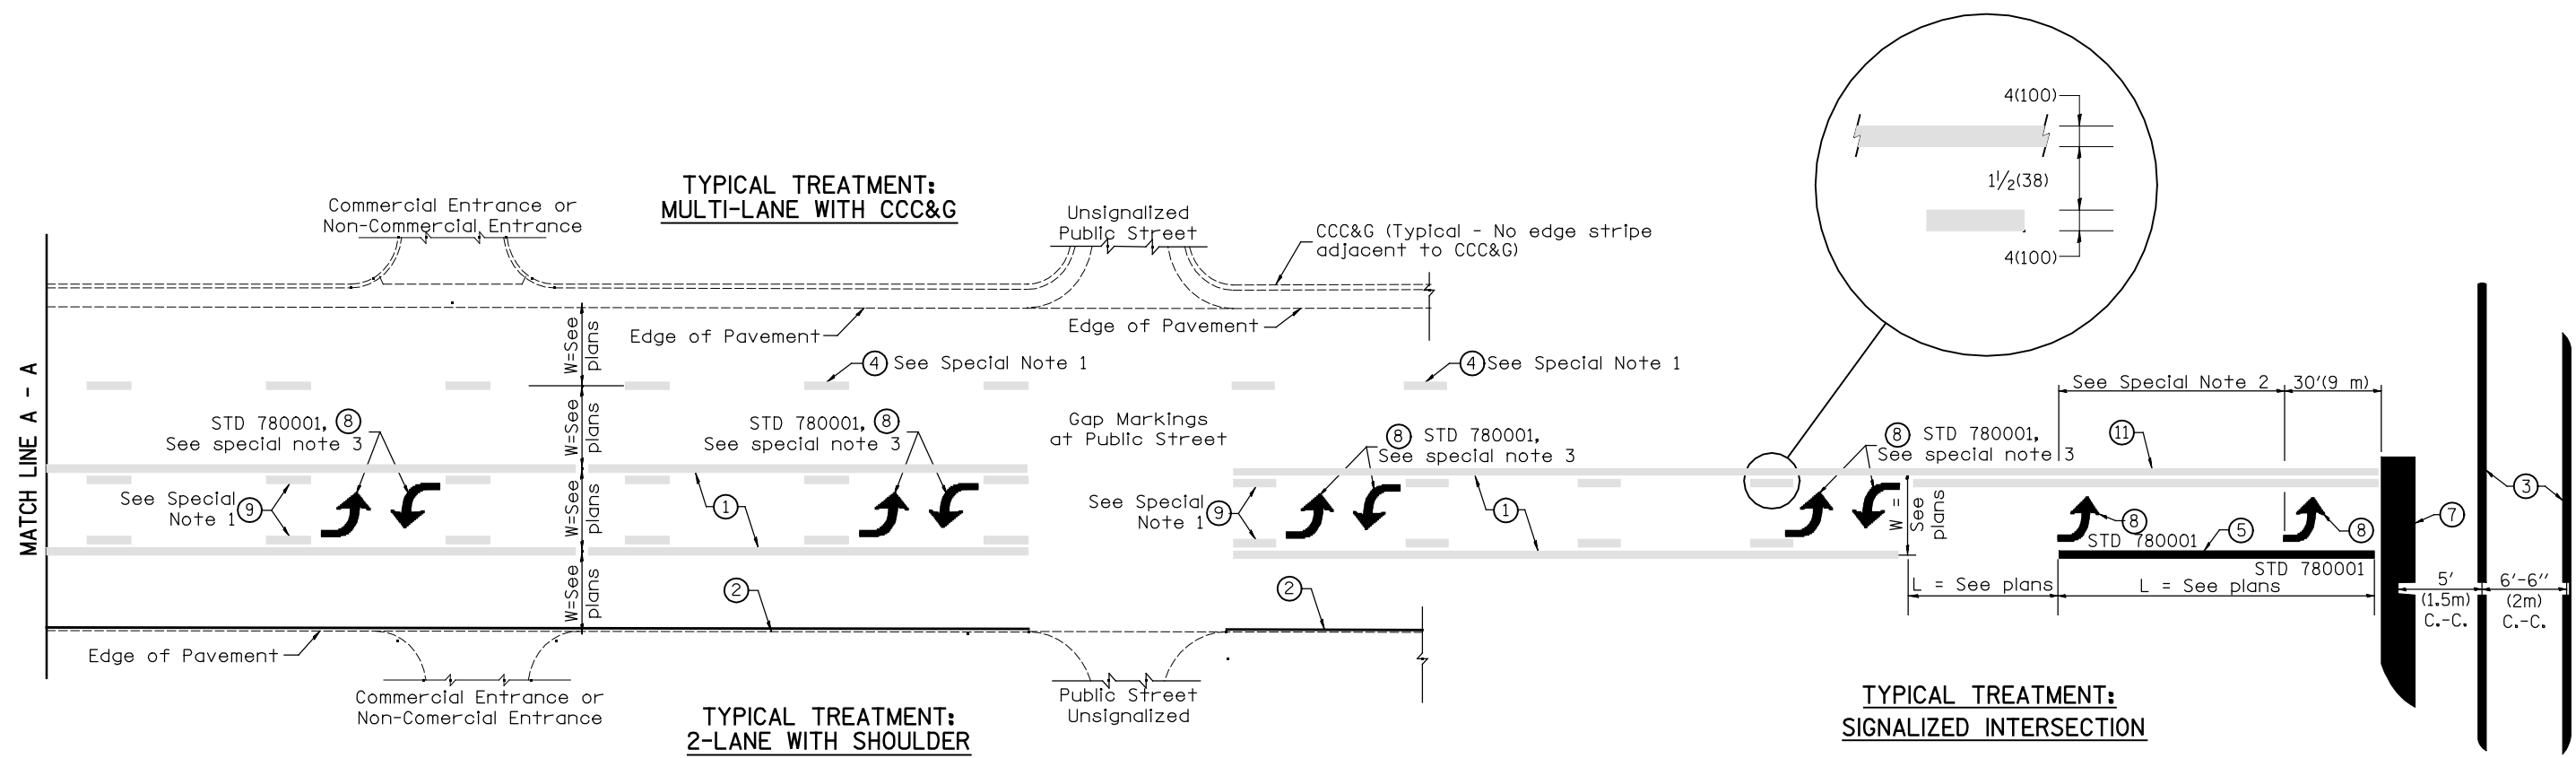 TYPICAL TREATMENT:
MULTI-LANE WITH CCC&G
Commercial Entrance or
Non-Commercial Entrance
Unsignalized
Public Street
CCC&G (Typical - No edge stripe
adjacent to CCC&G)
4(100)
1½(38)
4(100)
MATCH LINE A - A
Edge of Pavement
Edge of Pavement
W=See
plans
W=See
plans
W=See
plans
W=See
plans
4 See Special Note 1
4 See Special Note 1
STD 780001, 8
See special note 3
STD 780001, 8
See special note 3
Gap Markings
at Public Street
8 STD 780001,
See special note 3
8 STD 780001,
See special note 3
See Special Note 2
30'(9 m)
11
See Special
Note 1 9
1
See Special
Note 1 9
1
W =
See
plans
8
STD 780001
5
8
STD 780001
7
3
L = See plans
L = See plans
5'
(1.5m)
C.-C.
6'-6"
(2m)
C.-C.
2
2
Edge of Pavement
Commercial Entrance or
Non-Comercial Entrance
Public Street
Unsignalized
TYPICAL TREATMENT:
2-LANE WITH SHOULDER
TYPICAL TREATMENT:
SIGNALIZED INTERSECTION